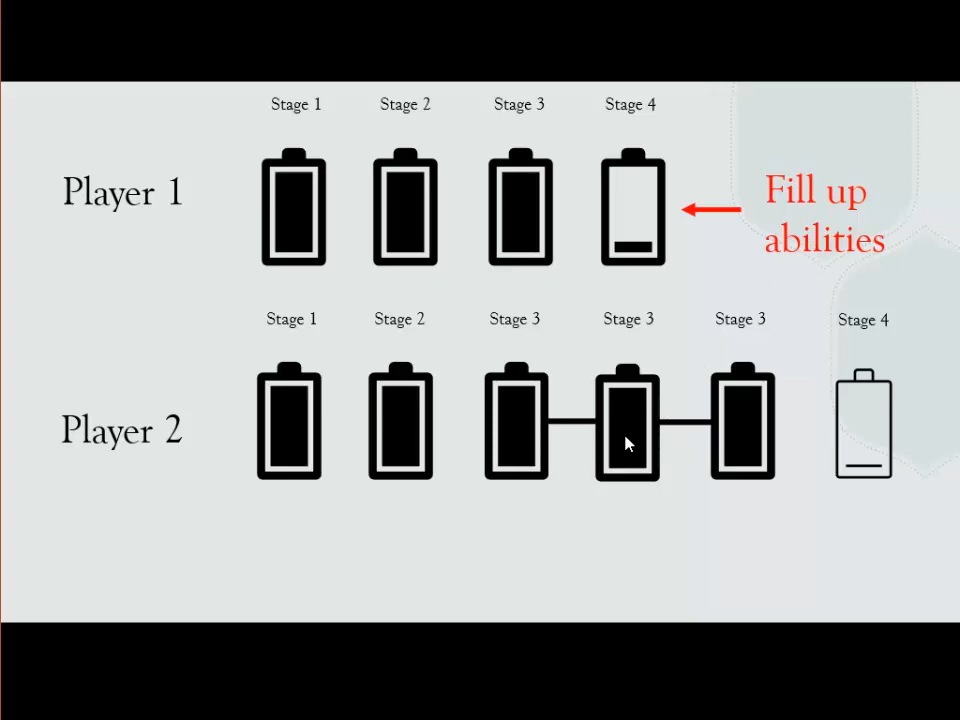 Stage 1 Stage 2 Stage 3 Stage 4
Player 1
Fill up
abilities
Stage 1 Stage 2 Stage 3 Stage 3 Stage 3 Stage 4
Player 2